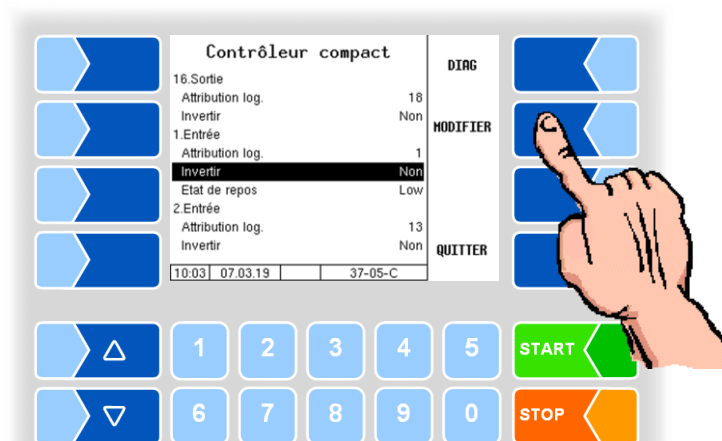 Contrôleur compact
DIAG
16.Sortie
Attribution log. 18
Invertir Non
MODIFIER
1.Entrée
Attribution log. 1
Invertir Non
Etat de repos Low
2.Entrée
Attribution log. 13
Invertir Non
QUITTER
10:03 07.03.19 37-05-C
1 2 3 4 5 START
6 7 8 9 0 STOP